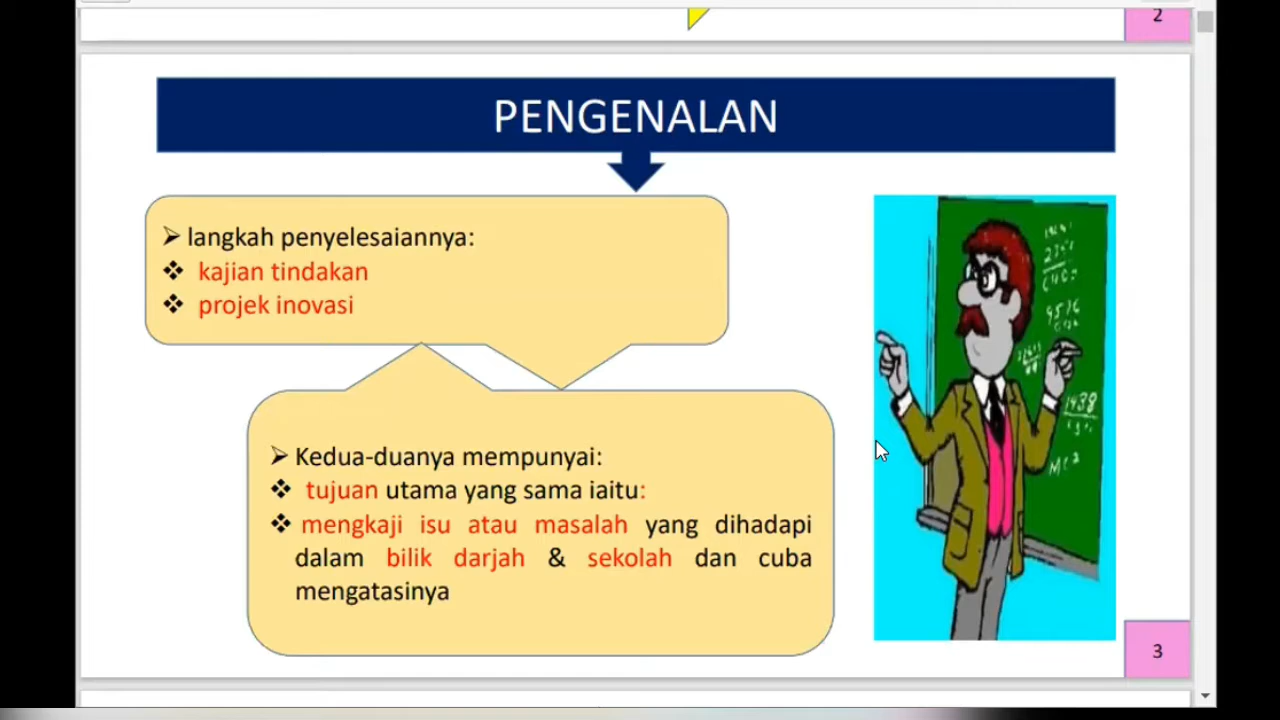 2
PENGENALAN
➢ langkah penyelesaiannya:
❖ kajian tindakan
❖ projek inovasi
➢ Kedua-duanya mempunyai:
❖ tujuan utama yang sama iaitu:
❖ mengkaji isu atau masalah yang dihadapi
dalam bilik darjah & sekolah dan cuba
mengatasinya
3